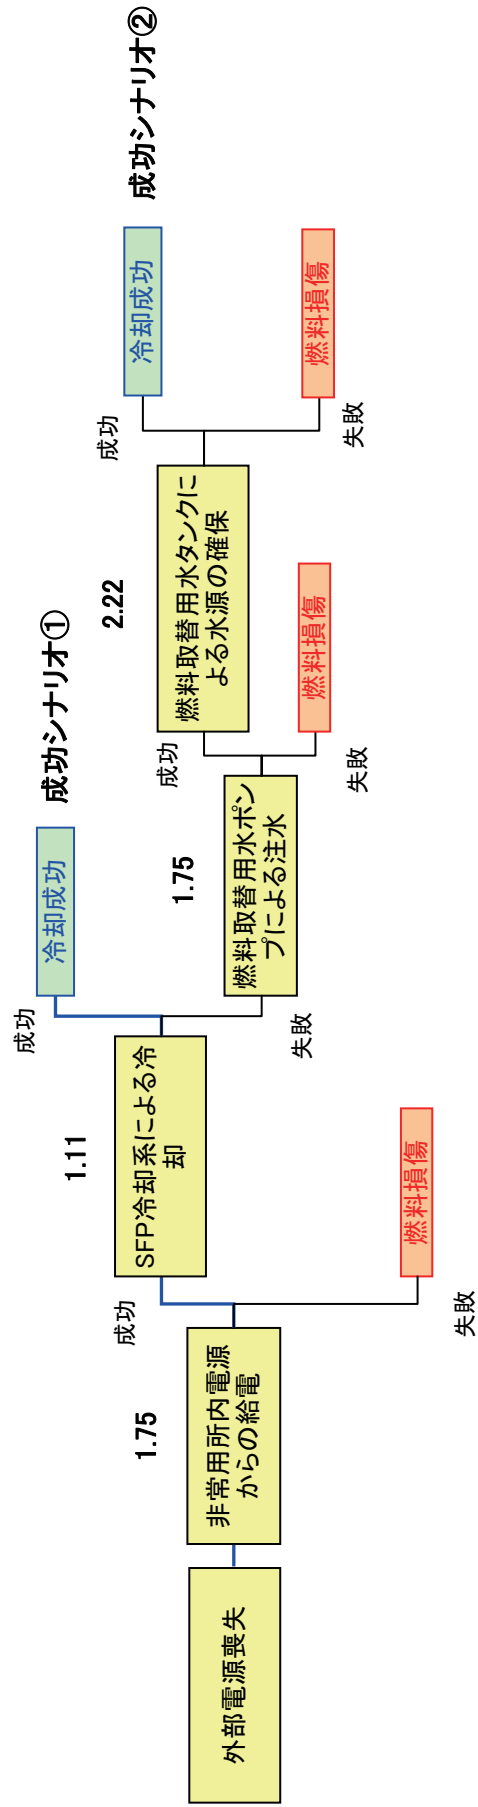 外部電源喪失
1.75
非常用所内電源
からの給電
成功
失敗
燃料損傷
1.11
SFP冷却系による冷
却
成功
失敗
冷却成功
成功シナリオ①
1.75
燃料取替用水ポン
プによる注水
成功
失敗
燃料損傷
2.22
燃料取替用水タンクに
よる水源の確保
成功
失敗
冷却成功
成功シナリオ②
燃料損傷